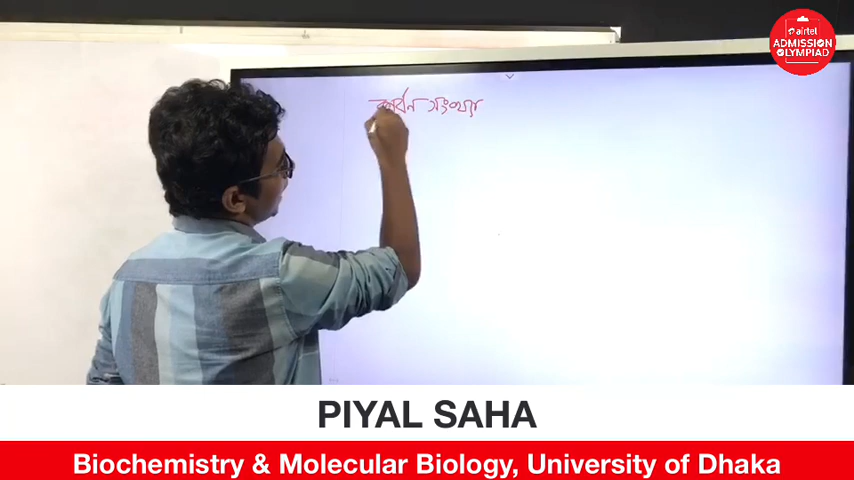 airtel
ADMISSION
OLYMPIAD
কার্বন সংখ্যা
PIYAL SAHA
Biochemistry & Molecular Biology, University of Dhaka